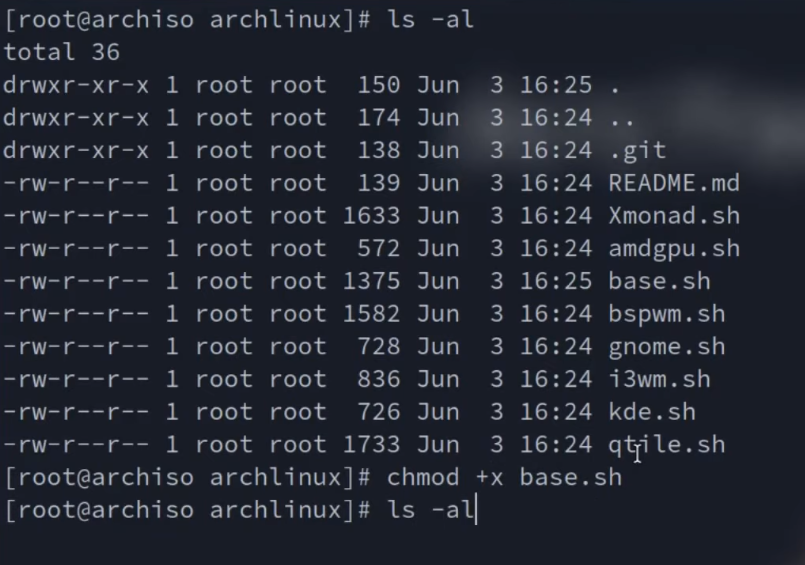 [root@archiso archlinux]# ls -al
total 36
drwxr-xr-x 1 root root  150 Jun  3 16:25 .
drwxr-xr-x 1 root root  174 Jun  3 16:24 ..
drwxr-xr-x 1 root root  138 Jun  3 16:24 .git
-rw-r--r-- 1 root root  139 Jun  3 16:24 README.md
-rw-r--r-- 1 root root 1633 Jun  3 16:24 Xmonad.sh
-rw-r--r-- 1 root root  572 Jun  3 16:24 amdgpu.sh
-rw-r--r-- 1 root root 1375 Jun  3 16:25 base.sh
-rw-r--r-- 1 root root 1582 Jun  3 16:24 bspwm.sh
-rw-r--r-- 1 root root  728 Jun  3 16:24 gnome.sh
-rw-r--r-- 1 root root  836 Jun  3 16:24 i3wm.sh
-rw-r--r-- 1 root root  726 Jun  3 16:24 kde.sh
-rw-r--r-- 1 root root 1733 Jun  3 16:24 qtile.sh
[root@archiso archlinux]# chmod +x base.sh
[root@archiso archlinux]# ls -al